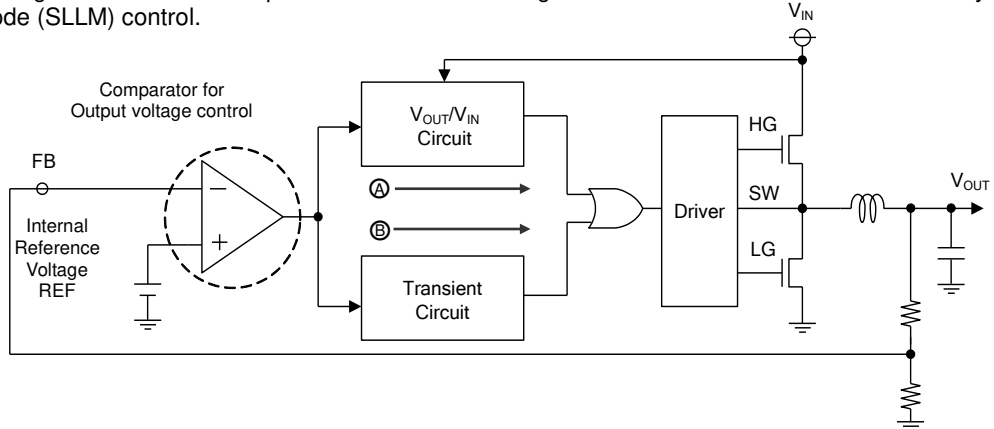 ode (SLLM) control.
VIN
Comparator for
Output voltage control
VOUT/VIN
Circuit
HG
FB
A
SW
VOUT
Driver
B
Internal
Reference
Voltage
REF
LG
Transient
Circuit